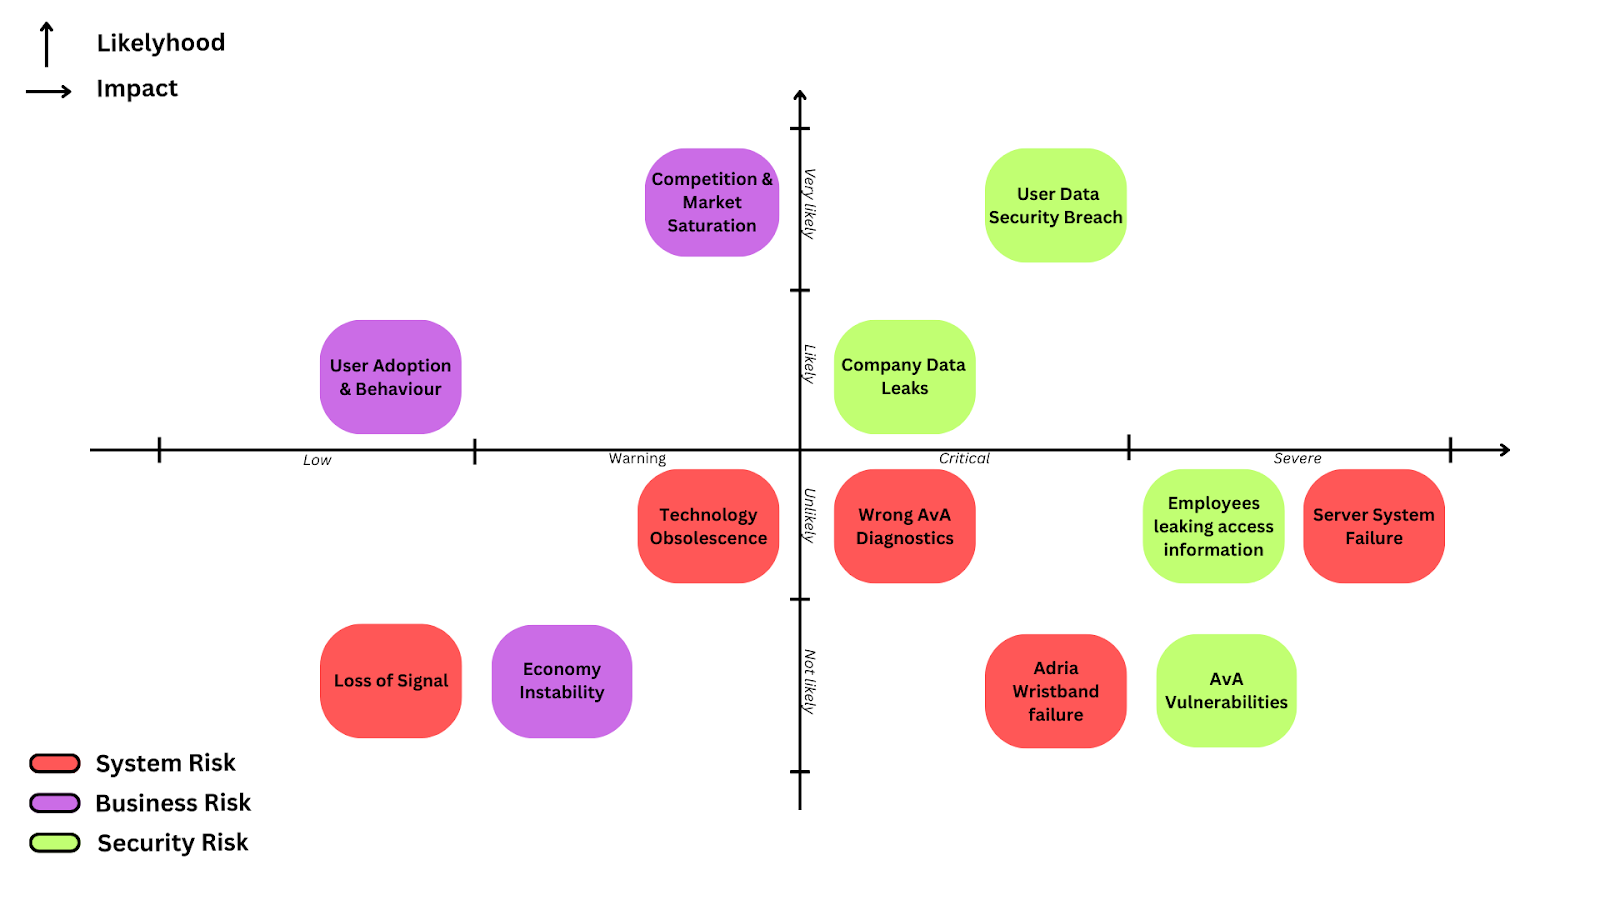 Likelyhood
Impact
Very likely
Competition &
Market
Saturation
User Data
Security Breach
Likely
User Adoption
& Behaviour
Company Data
Leaks
Low
Warning
Critical
Severe
Unlikely
Technology
Obsolescence
Wrong AvA
Diagnostics
Employees
leaking access
information
Server System
Failure
Not likely
Loss of Signal
Economy
Instability
Adria
Wristband
failure
AvA
Vulnerabilities
System Risk
Business Risk
Security Risk